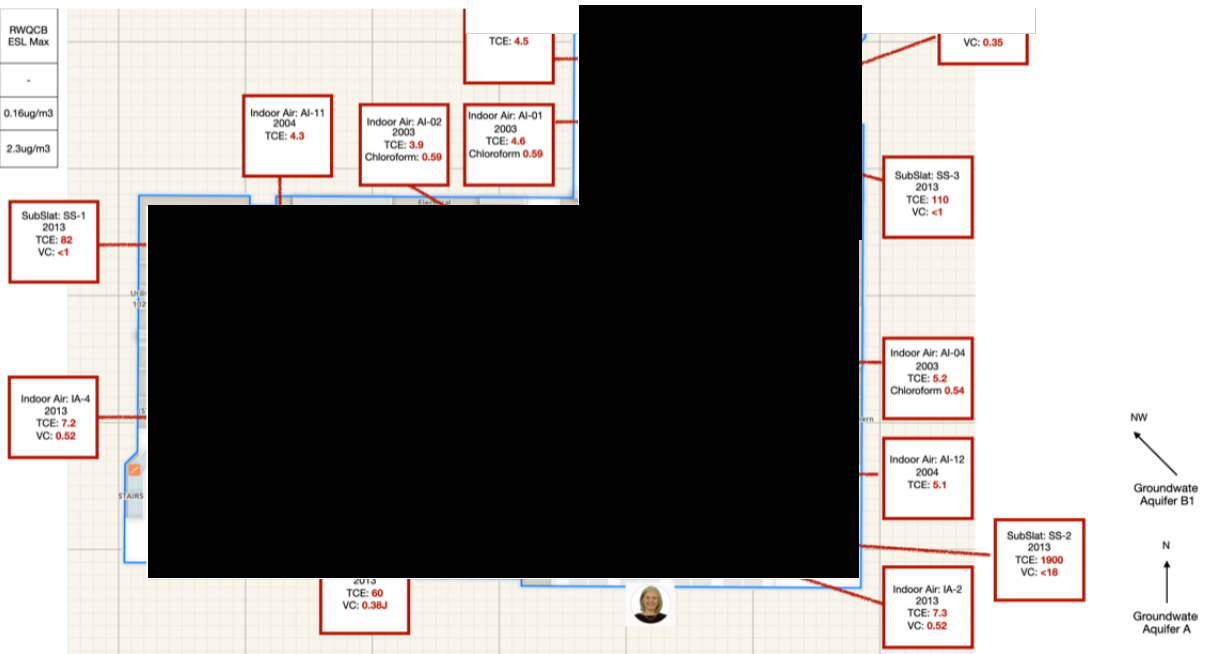 RWQCB
ESL Max
-
0.16ug/m3
2.3ug/m3
TCE: 4.5
VC: 0.35
Indoor Air: AI-11
2004
TCE: 4.3
Indoor Air: AI-02
2003
TCE: 3.9
Chloroform: 0.59
Indoor Air: AI-01
2003
TCE: 4.6
Chloroform 0.59
SubSlat: SS-3
2013
TCE: 110
VC: <1
SubSlat: SS-1
2013
TCE: 82
VC: <1
Indoor Air: AI-04
2003
TCE: 5.2
Chloroform 0.54
Indoor Air: IA-4
2013
TCE: 7.2
VC: 0.52
NW
Groundwate
Aquifer B1
Indoor Air: AI-12
2004
TCE: 5.1
STAIRS
SubSlat: SS-2
2013
TCE: 1900
VC: <18
N
Groundwate
Aquifer A
2013
TCE: 60
VC: 0.38J
Indoor Air: IA-2
2013
TCE: 7.3
VC: 0.52